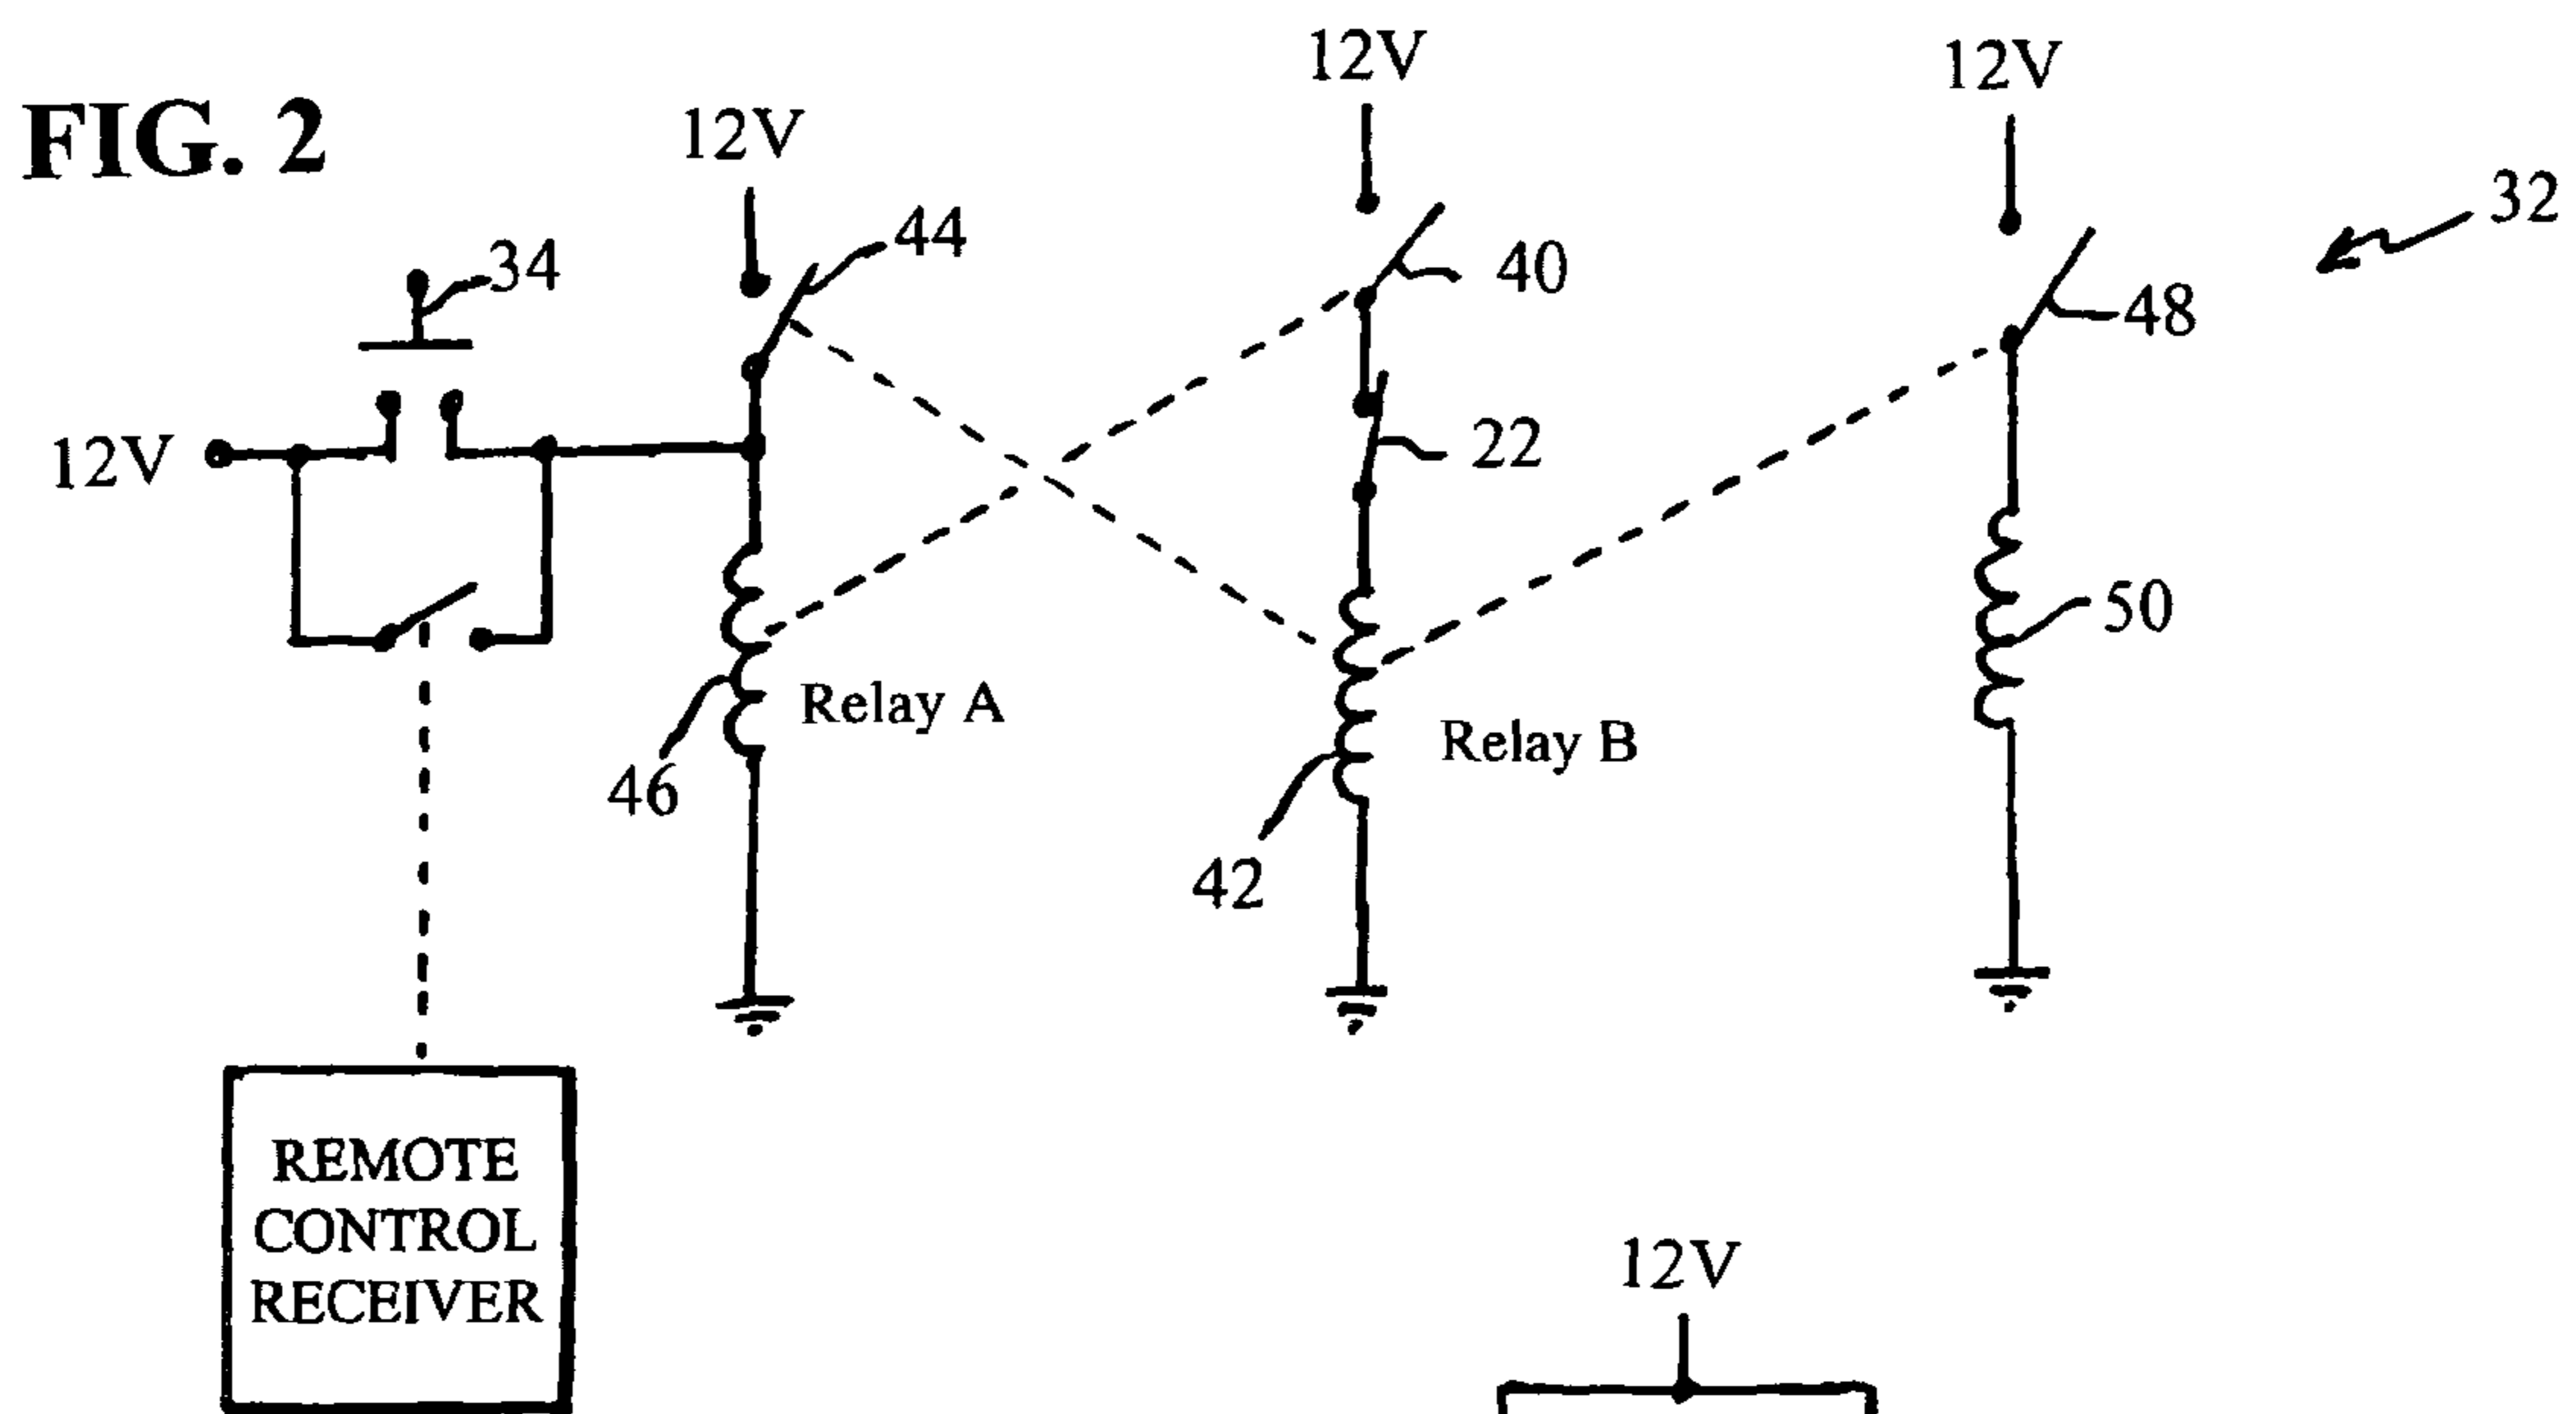 FIG. 2
12V
12V
12V
32
44
34
40
48
12V
22
50
Relay A
46
Relay B
42
REMOTE
CONTROL
RECEIVER
12V